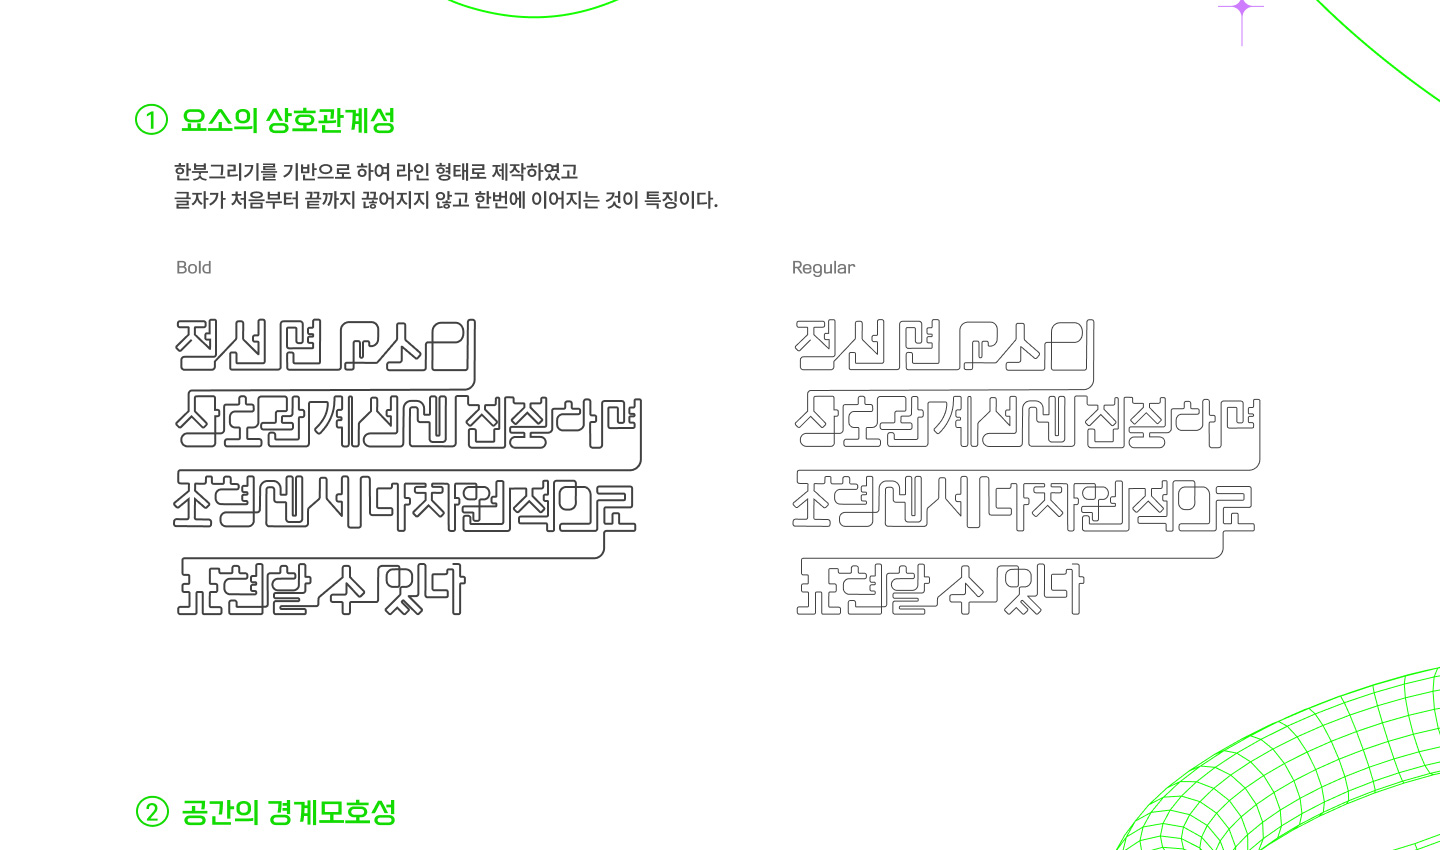 ① 요소의 상호관계성
한붓그리기를 기반으로 하여 라인 형태로 제작하였고
글자가 처음부터 끝까지 끊어지지 않고 한번에 이어지는 것이 특징이다.
Bold
Regular
점 선 면 요소의
상호관계성에 집중하며
조형에서 다차원적으로
표현할 수 있다
점 선 면 요소의
상호관계성에 집중하며
조형에서 다차원적으로
표현할 수 있다
② 공간의 경계모호성